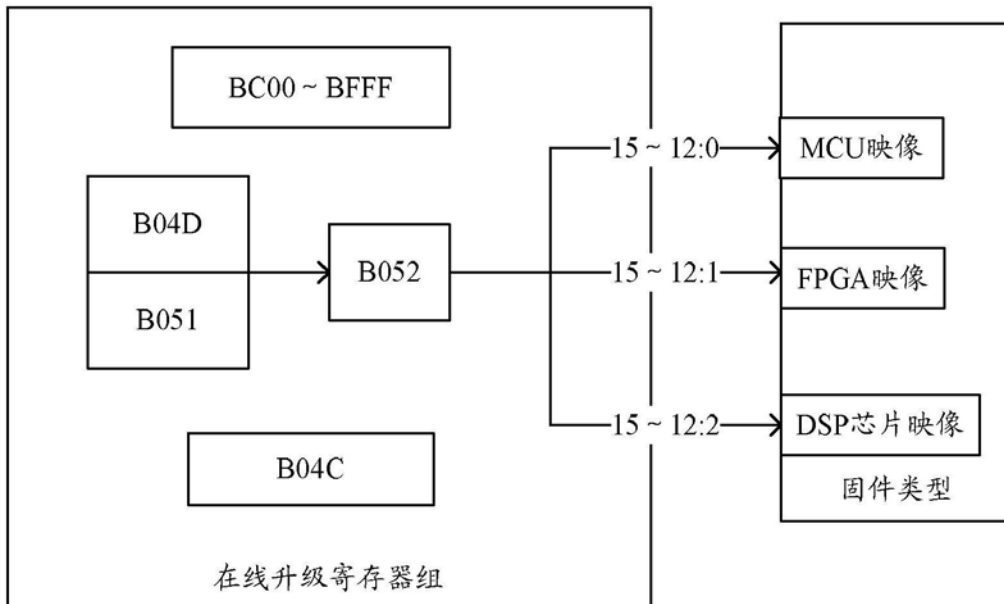 BC00～BFFF
B04D
B051
B052
B04C
在线升级寄存器组
15～12:0
15～12:1
15～12:2
MCU映像
FPGA映像
DSP芯片映像
固件类型